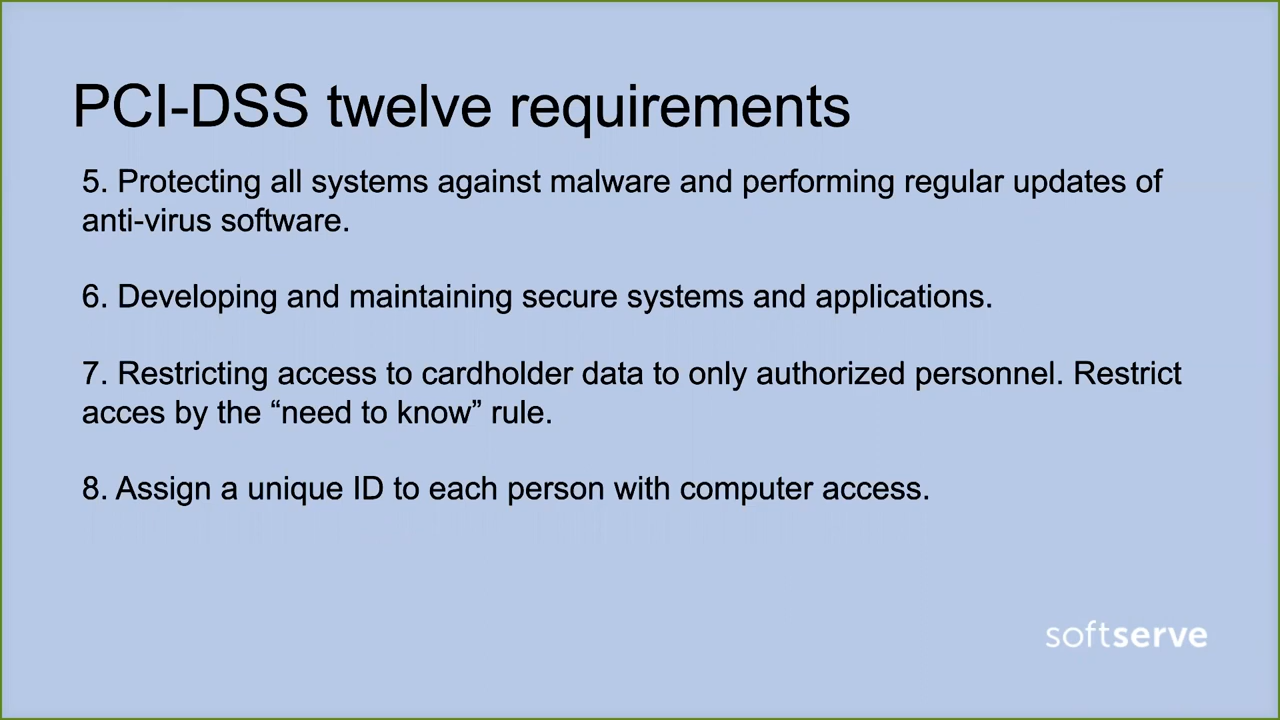 PCI-DSS twelve requirements
5. Protecting all systems against malware and performing regular updates of
anti-virus software.
6. Developing and maintaining secure systems and applications.
7. Restricting access to cardholder data to only authorized personnel. Restrict
acces by the “need to know” rule.
8. Assign a unique ID to each person with computer access.
softserve